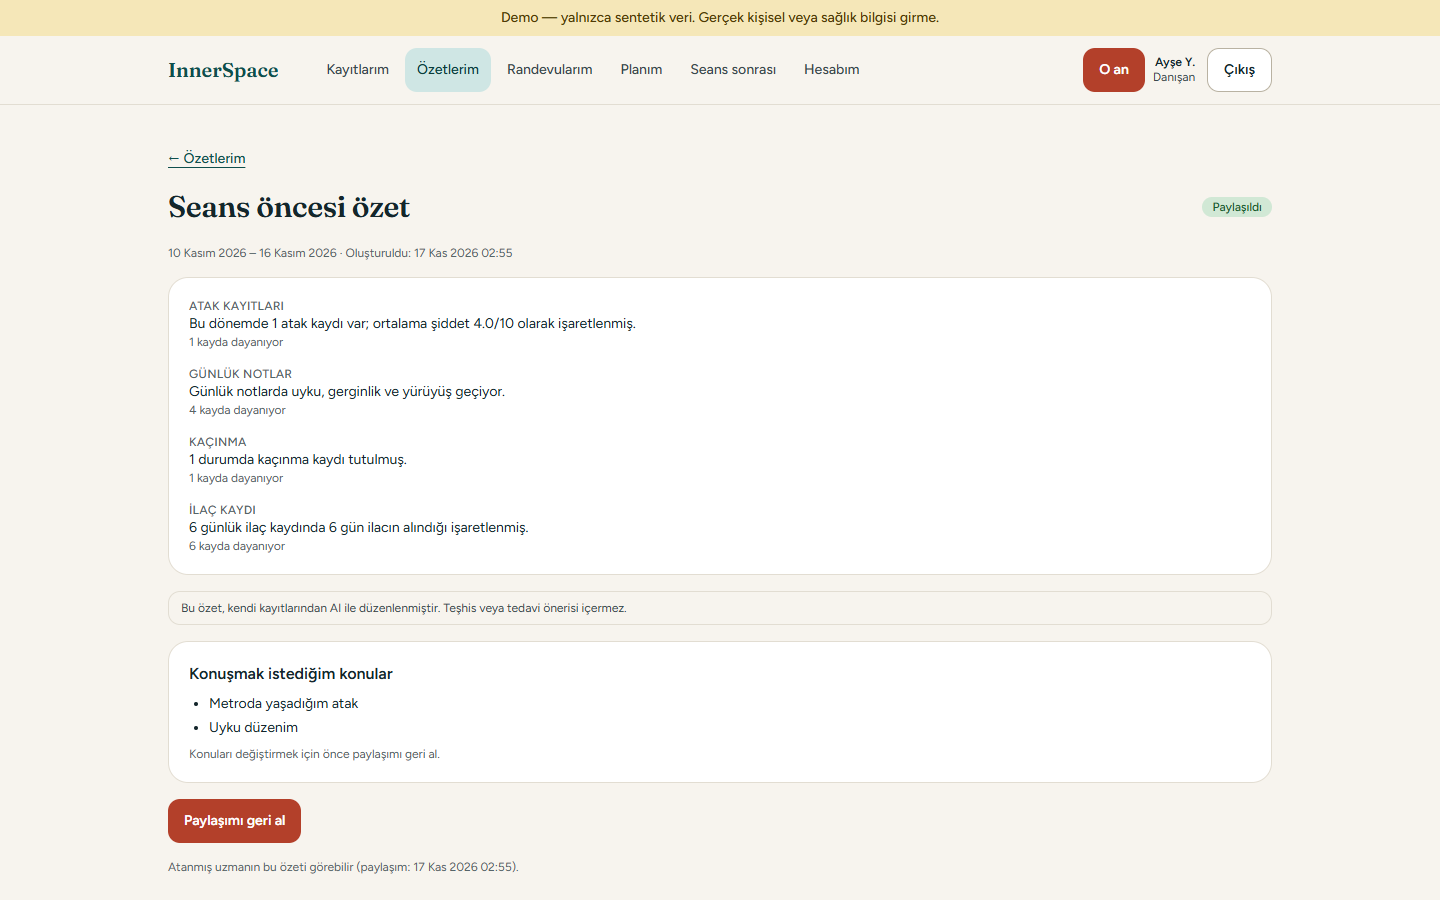 Demo — yalnızca sentetik veri. Gerçek kişisel veya sağlık bilgisi girme.
InnerSpace
Kayıtlarım
Özetlerim
Randevularım
Planım
Seans sonrası
Hesabım
O an
Ayşe Y.
Danışan
Çıkış
← Özetlerim
Seans öncesi özet
Paylaşıldı
10 Kasım 2026 – 16 Kasım 2026 · Oluşturuldu: 17 Kas 2026 02:55
ATAK KAYITLARI
Bu dönemde 1 atak kaydı var; ortalama şiddet 4.0/10 olarak işaretlenmiş.
1 kayda dayanıyor
GÜNLÜK NOTLAR
Günlük notlarda uyku, gerginlik ve yürüyüş geçiyor.
4 kayda dayanıyor
KAÇINMA
1 durumda kaçınma kaydı tutulmuş.
1 kayda dayanıyor
İLAÇ KAYDI
6 günlük ilaç kaydında 6 gün ilacın alındığı işaretlenmiş.
6 kayda dayanıyor
Bu özet, kendi kayıtlarından AI ile düzenlenmiştir. Teşhis veya tedavi önerisi içermez.
Konuşmak istediğim konular
• Metroda yaşadığım atak
• Uyku düzenim
Konuları değiştirmek için önce paylaşımı geri al.
Paylaşımı geri al
Atanmış uzmanın bu özeti görebilir (paylaşım: 17 Kas 2026 02:55).